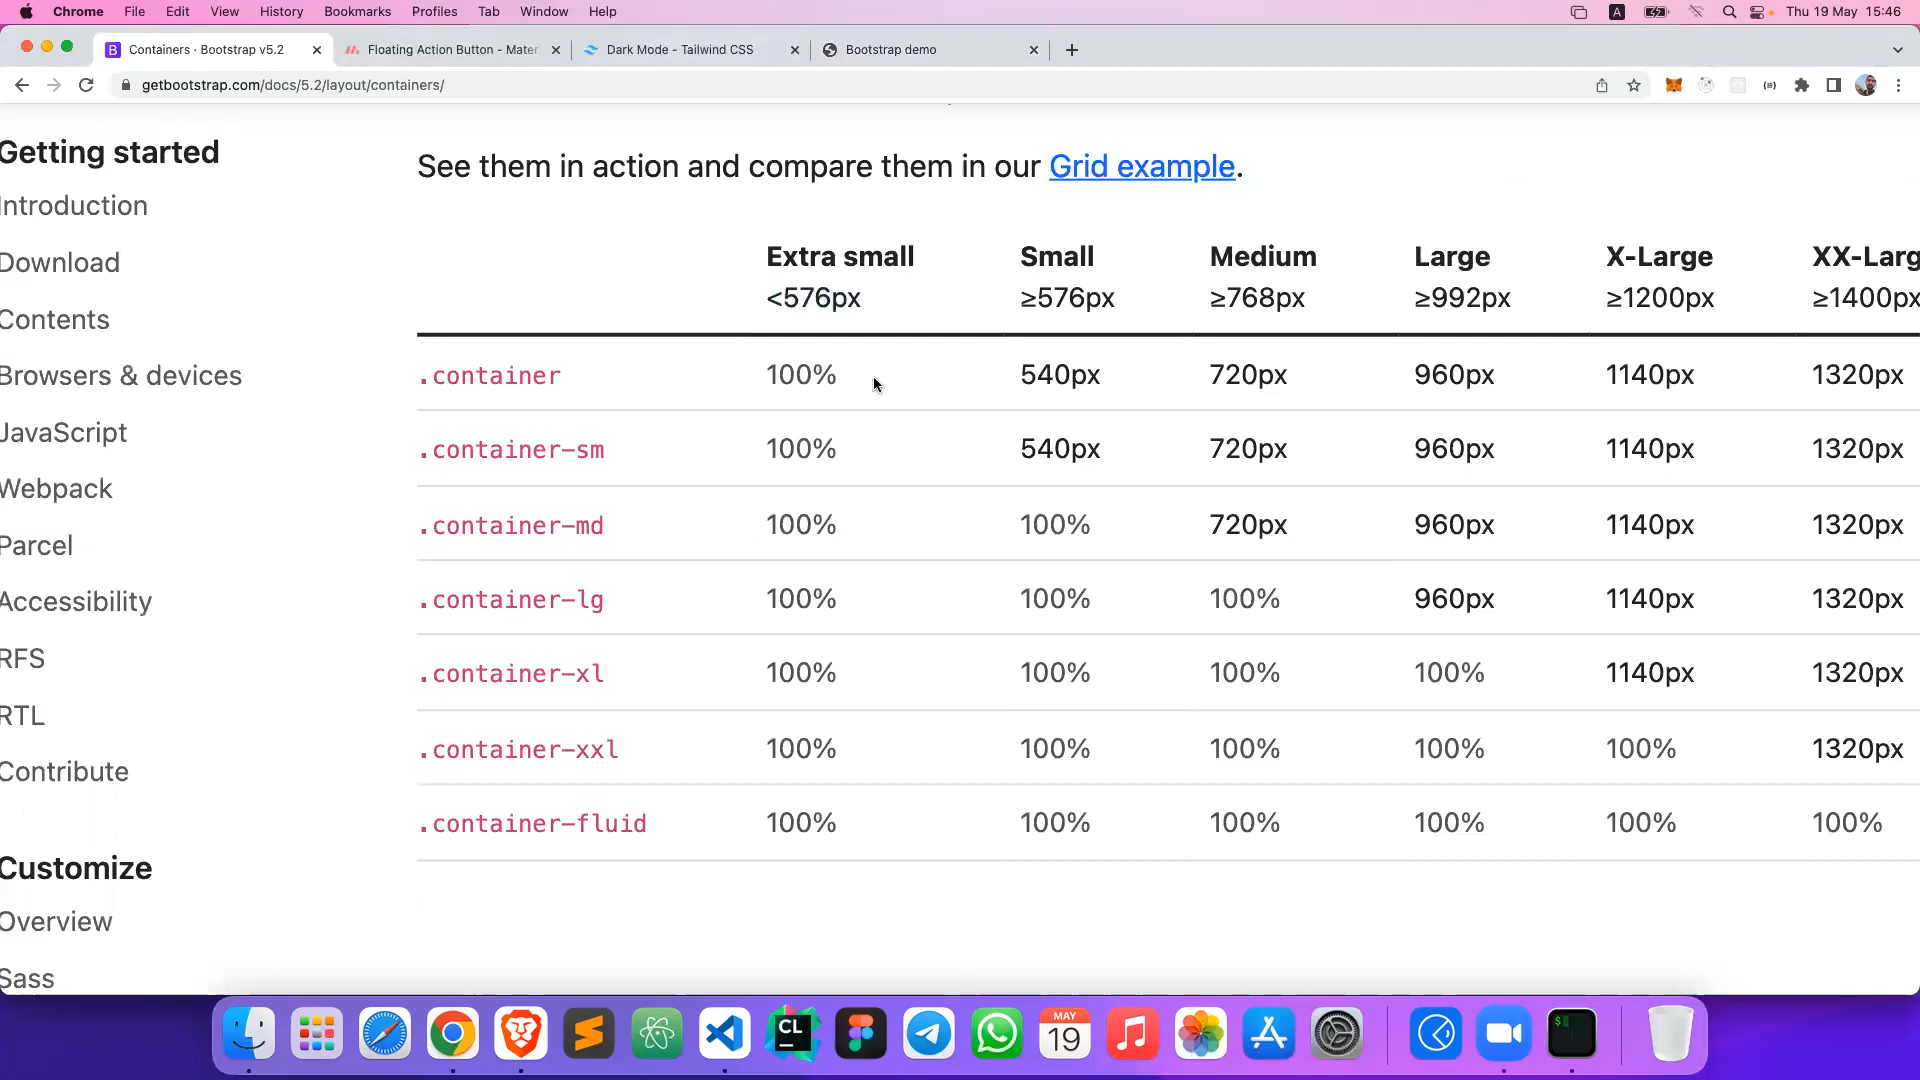 Chrome File Edit View History Bookmarks Profiles Tab Window Help A Thu 19 May 15:46
B Containers · Bootstrap v5.2 Floating Action Button - Mater Dark Mode - Tailwind CSS Bootstrap demo
getbootstrap.com/docs/5.2/layout/containers/
Getting started
Introduction
Download
Contents
Browsers & devices
JavaScript
Webpack
Parcel
Accessibility
RFS
RTL
Contribute
Customize
Overview
Sass
See them in action and compare them in our Grid example.
Extra small Small Medium Large X-Large XX-Larg
<576px ≥576px ≥768px ≥992px ≥1200px ≥1400px
.container 100% 540px 720px 960px 1140px 1320px
.container-sm 100% 540px 720px 960px 1140px 1320px
.container-md 100% 100% 720px 960px 1140px 1320px
.container-lg 100% 100% 100% 960px 1140px 1320px
.container-xl 100% 100% 100% 100% 1140px 1320px
.container-xxl 100% 100% 100% 100% 100% 1320px
.container-fluid 100% 100% 100% 100% 100% 100%
CL
MAY
19
$